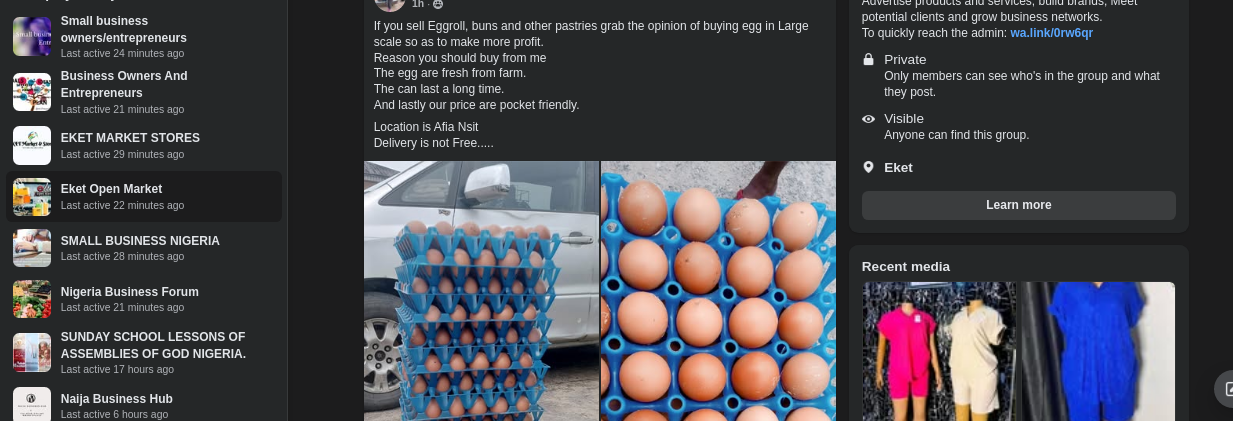 Small business
owners/entrepreneurs
Last active 24 minutes ago
Business Owners And
Entrepreneurs
Last active 21 minutes ago
EKET MARKET STORES
Last active 29 minutes ago
Eket Open Market
Last active 22 minutes ago
SMALL BUSINESS NIGERIA
Last active 28 minutes ago
Nigeria Business Forum
Last active 21 minutes ago
SUNDAY SCHOOL LESSONS OF
ASSEMBLIES OF GOD NIGERIA.
Last active 17 hours ago
Naija Business Hub
Last active 6 hours ago
1h ·
If you sell Eggroll, buns and other pastries grab the opinion of buying egg in Large
scale so as to make more profit.
Reason you should buy from me
The egg are fresh from farm.
The can last a long time.
And lastly our price are pocket friendly.
Location is Afia Nsit
Delivery is not Free.....
Advertise products and services, build brands, Meet
potential clients and grow business networks.
To quickly reach the admin: wa.link/0rw6qr
Private
Only members can see who's in the group and what
they post.
Visible
Anyone can find this group.
Eket
Learn more
Recent media